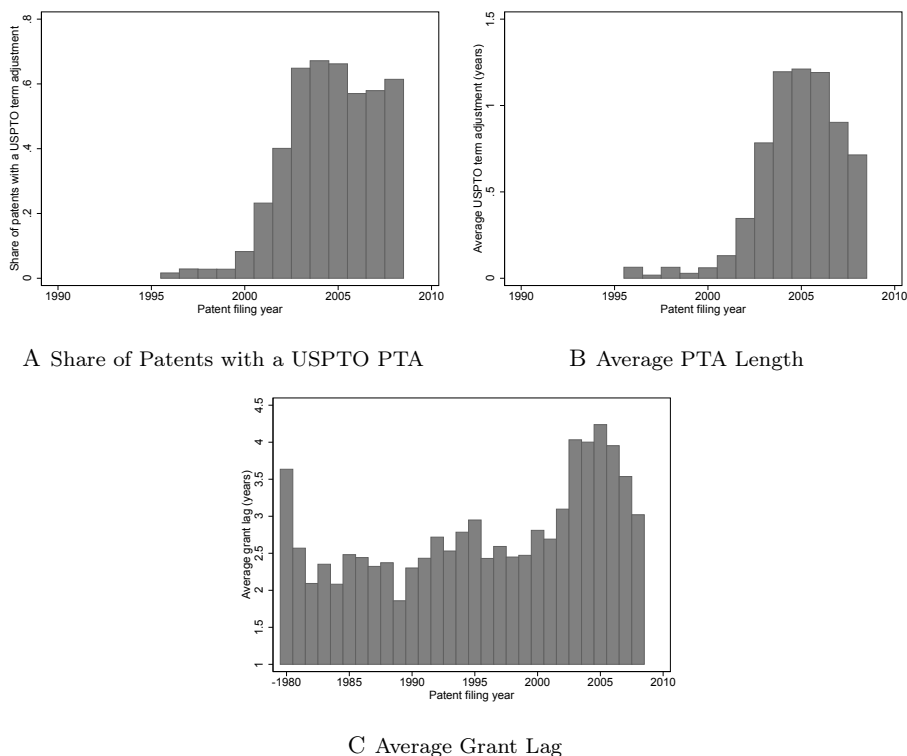 Share of patents with a USPTO term adjustment
.8
.6
.4
.2
0
1990 1995 2000 2005 2010
Patent filing year
A Share of Patents with a USPTO PTA
Average USPTO term adjustment (years)
1.5
1
.5
0
1990 1995 2000 2005 2010
Patent filing year
B Average PTA Length
Average grant lag (years)
4.5
4
3.5
3
2.5
2
1.5
1
-1980 1985 1990 1995 2000 2005 2010
Patent filing year
C Average Grant Lag